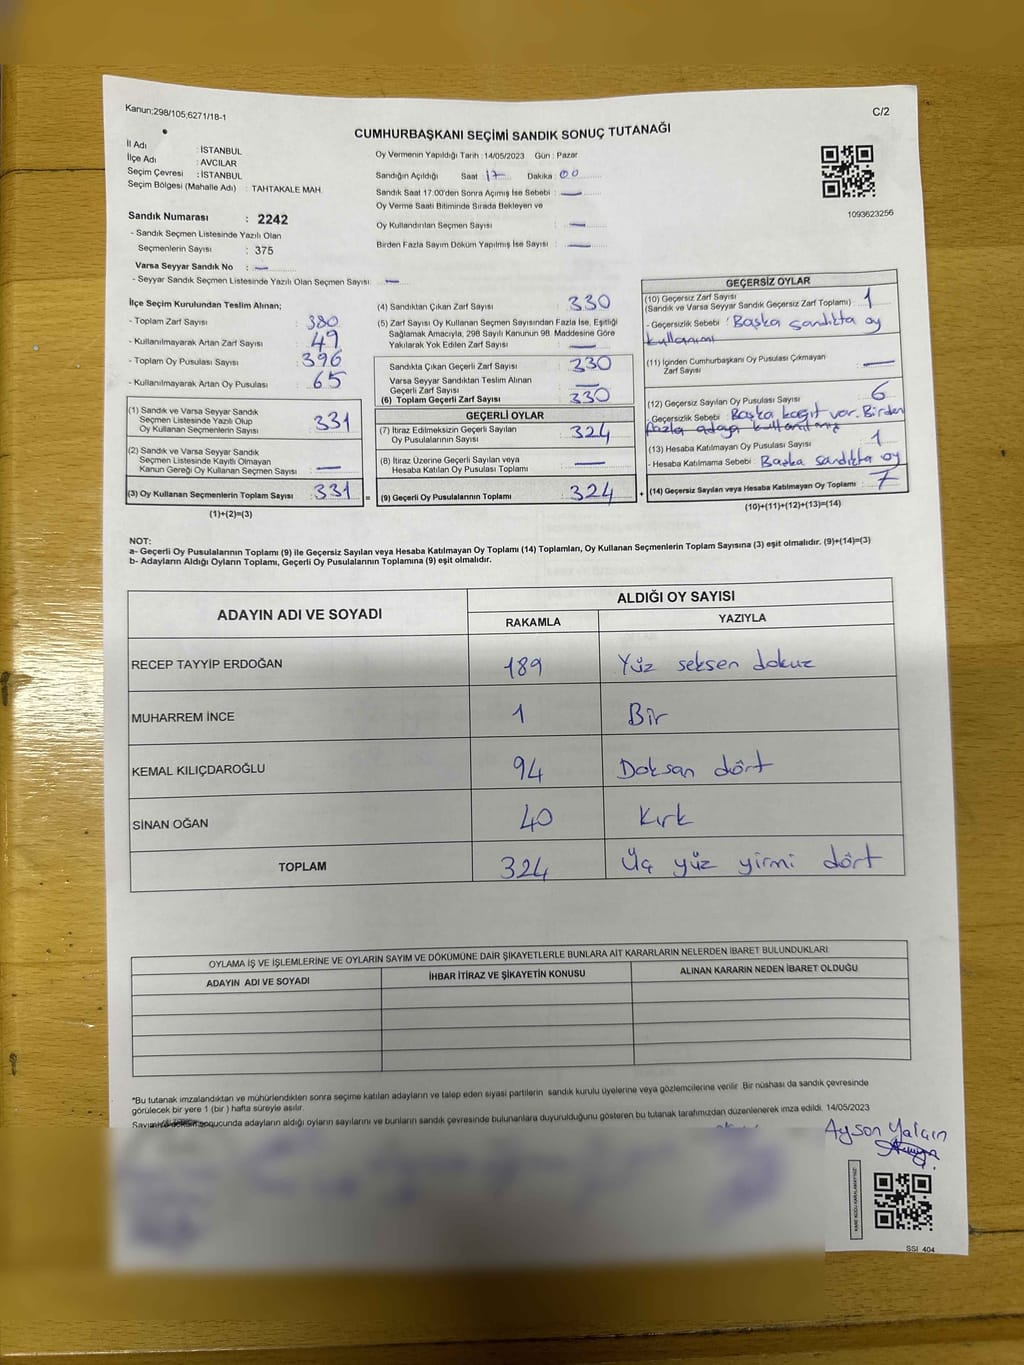 Kanun:298/105;6271/18-1
C/2
CUMHURBAŞKANI SEÇİMİ SANDIK SONUÇ TUTANAĞI
İl Adı : İSTANBUL
İlçe Adı : AVCILAR
Seçim Çevresi : İSTANBUL
Seçim Bölgesi (Mahalle Adı) : TAHTAKALE MAH.
Sandık Numarası : 2242
- Sandık Seçmen Listesinde Yazılı Olan
Seçmenlerin Sayısı : 375
Varsa Seyyar Sandık No : —
- Seyyar Sandık Seçmen Listesinde Yazılı Olan Seçmen Sayısı: —
Oy Vermenin Yapıldığı Tarih : 14/05/2023 Gün : Pazar
Sandığın Açıldığı Saat : 17 Dakika : 00
Sandık Saat 17.00'den Sonra Açımış İse Sebebi : —
Oy Verme Saati Bitiminde Sırada Bekleyen ve
Oy Kullandırılan Seçmen Sayısı : —
Birden Fazla Sayım Döküm Yapılmış İse Sayısı : —
1093623256
İlçe Seçim Kurulundan Teslim Alınan;
- Toplam Zarf Sayısı : 380
- Kullanılmayarak Artan Zarf Sayısı : 49
- Toplam Oy Pusulası Sayısı : 396
- Kullanılmayarak Artan Oy Pusulası : 65
(1) Sandık ve Varsa Seyyar Sandık
Seçmen Listesinde Yazılı Olup
Oy Kullanan Seçmenlerin Sayısı : 331
(2) Sandık ve Varsa Seyyar Sandık
Seçmen Listesinde Kayıtlı Olmayan
Kanun Gereği Oy Kullanan Seçmen Sayısı : —
(3) Oy Kullanan Seçmenlerin Toplam Sayısı : 331 =
(1)+(2)=(3)
(4) Sandıktan Çıkan Zarf Sayısı : 330
(5) Zarf Sayısı Oy Kullanan Seçmen Sayısından Fazla İse, Eşitliği
Sağlamak Amacıyla, 298 Sayılı Kanunun 98. Maddesine Göre
Yakılarak Yok Edilen Zarf Sayısı : —
Sandıkta Çıkan Geçerli Zarf Sayısı : 330
Varsa Seyyar Sandıktan Teslim Alınan
Geçerli Zarf Sayısı : —
(6) Toplam Geçerli Zarf Sayısı : 330
GEÇERLİ OYLAR
(7) İtiraz Edilmeksizin Geçerli Sayılan
Oy Pusulalarının Sayısı : 324
(8) İtiraz Üzerine Geçerli Sayılan veya
Hesaba Katılan Oy Pusulası Toplamı : —
(9) Geçerli Oy Pusulalarının Toplamı : 324 +
GEÇERSİZ OYLAR
(10) Geçersiz Zarf Sayısı
(Sandık ve Varsa Seyyar Sandık Geçersiz Zarf Toplamı) : 1
- Geçersizlik Sebebi : Başka sandıkta oy
kullanımı
(11) İçinden Cumhurbaşkanı Oy Pusulası Çıkmayan
Zarf Sayısı : —
(12) Geçersiz Sayılan Oy Pusulası Sayısı : 6
- Geçersizlik Sebebi : Başka kağıt var. Birden
fazla adaya kullanılmış
(13) Hesaba Katılmayan Oy Pusulası Sayısı : 1
- Hesaba Katılmama Sebebi : Başka sandıkta oy
(14) Geçersiz Sayılan veya Hesaba Katılmayan Oy Toplamı : 7
(10)+(11)+(12)+(13)=(14)
NOT:
a- Geçerli Oy Pusulalarının Toplamı (9) ile Geçersiz Sayılan veya Hesaba Katılmayan Oy Toplamı (14) Toplamları, Oy Kullanan Seçmenlerin Toplam Sayısına (3) eşit olmalıdır. (9)+(14)=(3)
b- Adayların Aldığı Oyların Toplamı, Geçerli Oy Pusulalarının Toplamına (9) eşit olmalıdır.
ADAYIN ADI VE SOYADI
ALDIĞI OY SAYISI
RAKAMLA YAZIYLA
RECEP TAYYİP ERDOĞAN 189 Yüz seksen dokuz
MUHARREM İNCE 1 Bir
KEMAL KILIÇDAROĞLU 94 Doksan dört
SİNAN OĞAN 40 Kırk
TOPLAM 324 Üç yüz yirmi dört
OYLAMA İŞ VE İŞLEMLERİNE VE OYLARIN SAYIM VE DÖKÜMÜNE DAİR ŞİKAYETLERLE BUNLARA AİT KARARLARIN NELERDEN İBARET BULUNDUKLARI
ADAYIN ADI VE SOYADI İHBAR İTİRAZ VE ŞİKAYETİN KONUSU ALINAN KARARIN NEDEN İBARET OLDUĞU
*Bu tutanak imzalandıktan ve mühürlendikten sonra seçime katılan adayların ve talep eden siyasi partilerin sandık kurulu üyelerine veya gözlemcilerine verilir. Bir nüshası da sandık çevresinde
görülecek bir yere 1 (bir ) hafta süreyle asılır.
adayların aldığı oyların sayılarını ve bunların sandık çevresinde bulunanlara duyurulduğunu gösteren bu tutanak tarafımızdan düzenlenerek imza edildi. 14/05/2023
Yalçın
SSI 404